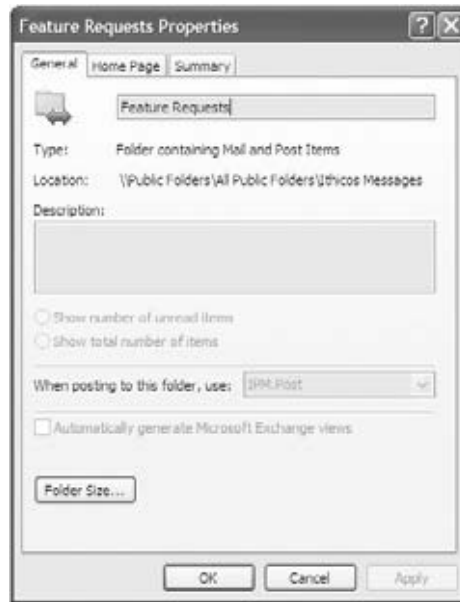 Feature Requests Properties
General Home Page Summary
Feature Requests
Type: Folder containing Mail and Post Items
Location: \\Public Folders\All Public Folders\Ithicos Messages
Description:
Show number of unread items
Show total number of items
When posting to this folder, use: IPM.Post
Automatically generate Microsoft Exchange views
Folder Size...
OK Cancel Apply